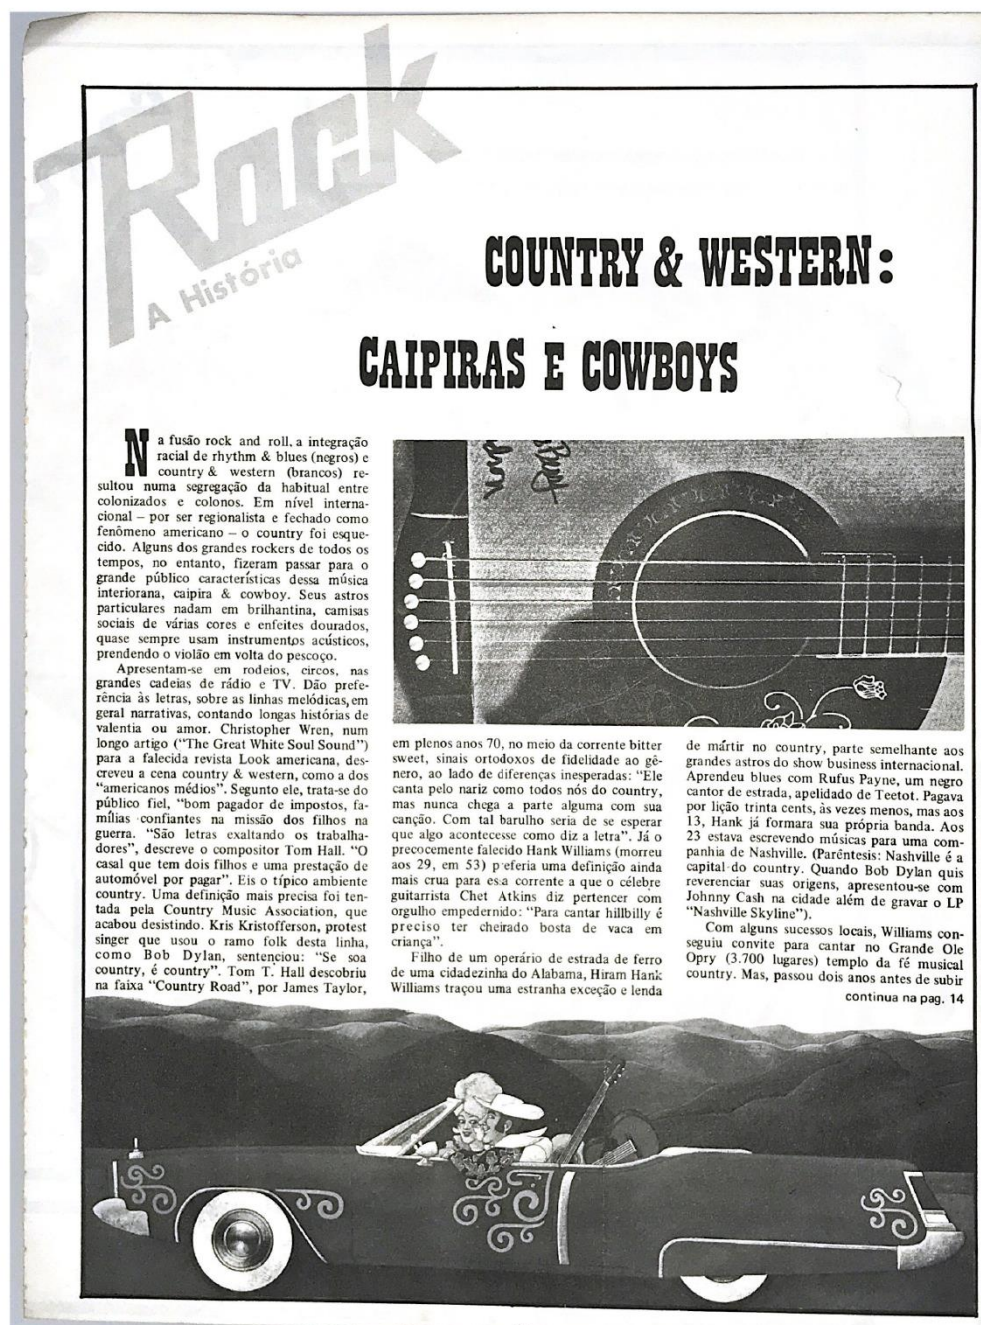 Rock
A História
COUNTRY & WESTERN:
CAIPIRAS E COWBOYS
Na fusão rock and roll, a integração
racial de rhythm & blues (negros) e
country & western (brancos) re-
sultou numa segregação da habitual entre
colonizados e colonos. Em nível interna-
cional – por ser regionalista e fechado como
fenômeno americano – o country foi esque-
cido. Alguns dos grandes rockers de todos os
tempos, no entanto, fizeram passar para o
grande público características dessa música
interiorana, caipira & cowboy. Seus astros
particulares nadam em brilhantina, camisas
sociais de várias cores e enfeites dourados,
quase sempre usam instrumentos acústicos,
prendendo o violão em volta do pescoço.
Apresentam-se em rodeios, circos, nas
grandes cadeias de rádio e TV. Dão prefe-
rência às letras, sobre as linhas melódicas, em
geral narrativas, contando longas histórias de
valentia ou amor. Christopher Wren, num
longo artigo ("The Great White Soul Sound")
para a falecida revista Look americana, des-
creveu a cena country & western, como a dos
"americanos médios". Segunto ele, trata-se do
público fiel, "bom pagador de impostos, fa-
mílias confiantes na missão dos filhos na
guerra. "São letras exaltando os trabalha-
dores", descreve o compositor Tom Hall. "O
casal que tem dois filhos e uma prestação de
automóvel por pagar". Eis o típico ambiente
country. Uma definição mais precisa foi ten-
tada pela Country Music Association, que
acabou desistindo. Kris Kristofferson, protest
singer que usou o ramo folk desta linha,
como Bob Dylan, sentenciou: "Se soa
country, é country". Tom T. Hall descobriu
na faixa "Country Road", por James Taylor,
em plenos anos 70, no meio da corrente bitter
sweet, sinais ortodoxos de fidelidade ao gê-
nero, ao lado de diferenças inesperadas: "Ele
canta pelo nariz como todos nós do country,
mas nunca chega a parte alguma com sua
canção. Com tal barulho seria de se esperar
que algo acontecesse como diz a letra". Já o
precocemente falecido Hank Williams (morreu
aos 29, em 53) p eferia uma definição ainda
mais crua para es.a corrente a que o célebre
guitarrista Chet Atkins diz pertencer com
orgulho empedernido: "Para cantar hillbilly é
preciso ter cheirado bosta de vaca em
criança".
Filho de um operário de estrada de ferro
de uma cidadezinha do Alabama, Hiram Hank
Williams traçou uma estranha exceção e lenda
de mártir no country, parte semelhante aos
grandes astros do show business internacional.
Aprendeu blues com Rufus Payne, um negro
cantor de estrada, apelidado de Teetot. Pagava
por lição trinta cents, às vezes menos, mas aos
13, Hank já formara sua própria banda. Aos
23 estava escrevendo músicas para uma com-
panhia de Nashville. (Parêntesis: Nashville é a
capital do country. Quando Bob Dylan quis
reverenciar suas origens, apresentou-se com
Johnny Cash na cidade além de gravar o LP
"Nashville Skyline").
Com alguns sucessos locais, Williams con-
seguiu convite para cantar no Grande Ole
Opry (3.700 lugares) templo da fé musical
country. Mas, passou dois anos antes de subir
continua na pag. 14